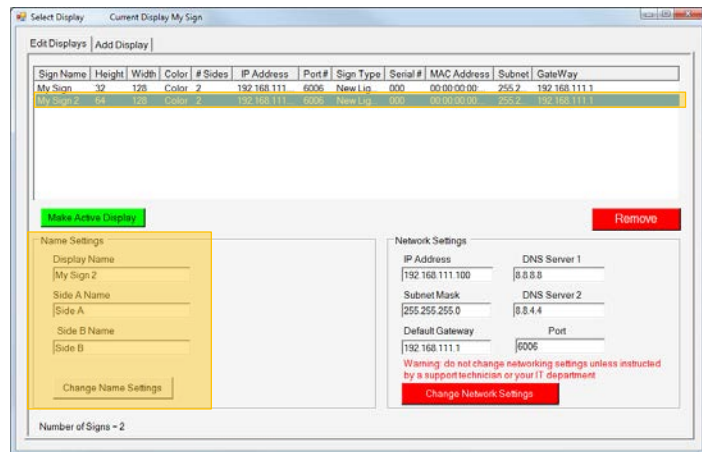 Select Display Current Display My Sign
Edit Displays Add Display
Sign Name Height Width Color # Sides IP Address Port# Sign Type Serial # MAC Address Subnet GateWay
My Sign 32 128 Color 2 192.168.111... 6006 New Lig... 000 00:00:00:00:... 255.2... 192.168.111.1
My Sign 2 64 128 Color 2 192.168.111... 6006 New Lig... 000 00:00:00:00:... 255.2... 192.168.111.1
Make Active Display Remove
Name Settings Network Settings
Display Name IP Address DNS Server 1
My Sign 2 192.168.111.100 8.8.8.8
Side A Name Subnet Mask DNS Server 2
Side A 255.255.255.0 8.8.4.4
Side B Name Default Gateway Port
Side B 192.168.111.1 6006
Warning: do not change networking settings unless instructed
by a support technician or your IT department
Change Name Settings Change Network Settings
Number of Signs = 2